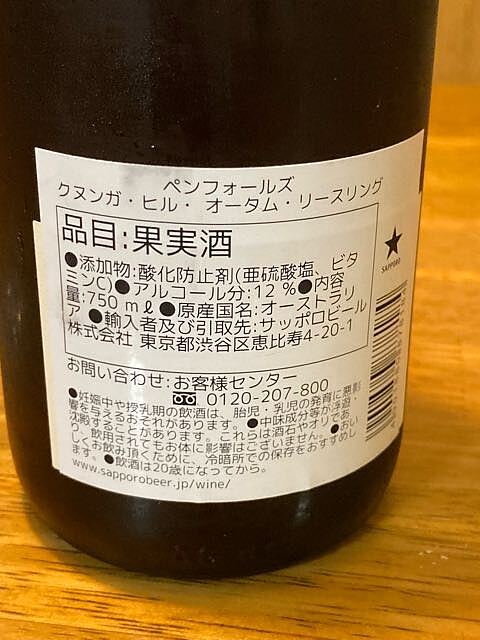 ペンフォールズ
クヌンガ・ヒル・ オータム・リースリング
品目:果実酒
●添加物:酸化防止剤(亜硫酸塩、ビタ
ミンC)●アルコール分:12 %●内容
量:750 mℓ●原産国名:オーストラリ
ア ●輸入者及び引取先:サッポロビール
株式会社 東京都渋谷区恵比寿4-20-1
お問い合わせ:お客様センター
0120-207-800
●妊娠中や授乳期の飲酒は、胎児・乳児の発育に悪影
響を与えるおそれがあります。●中味成分等が浮遊・
沈殿することがあります。これらは酒石やオリであ
り、飲用されてもお体に影響はございません。●おい
しくお飲み頂くために、冷暗所での保存をおすすめし
ます。●飲酒は20歳になってから。
www.sapporobeer.jp/wine/
SAPPORO